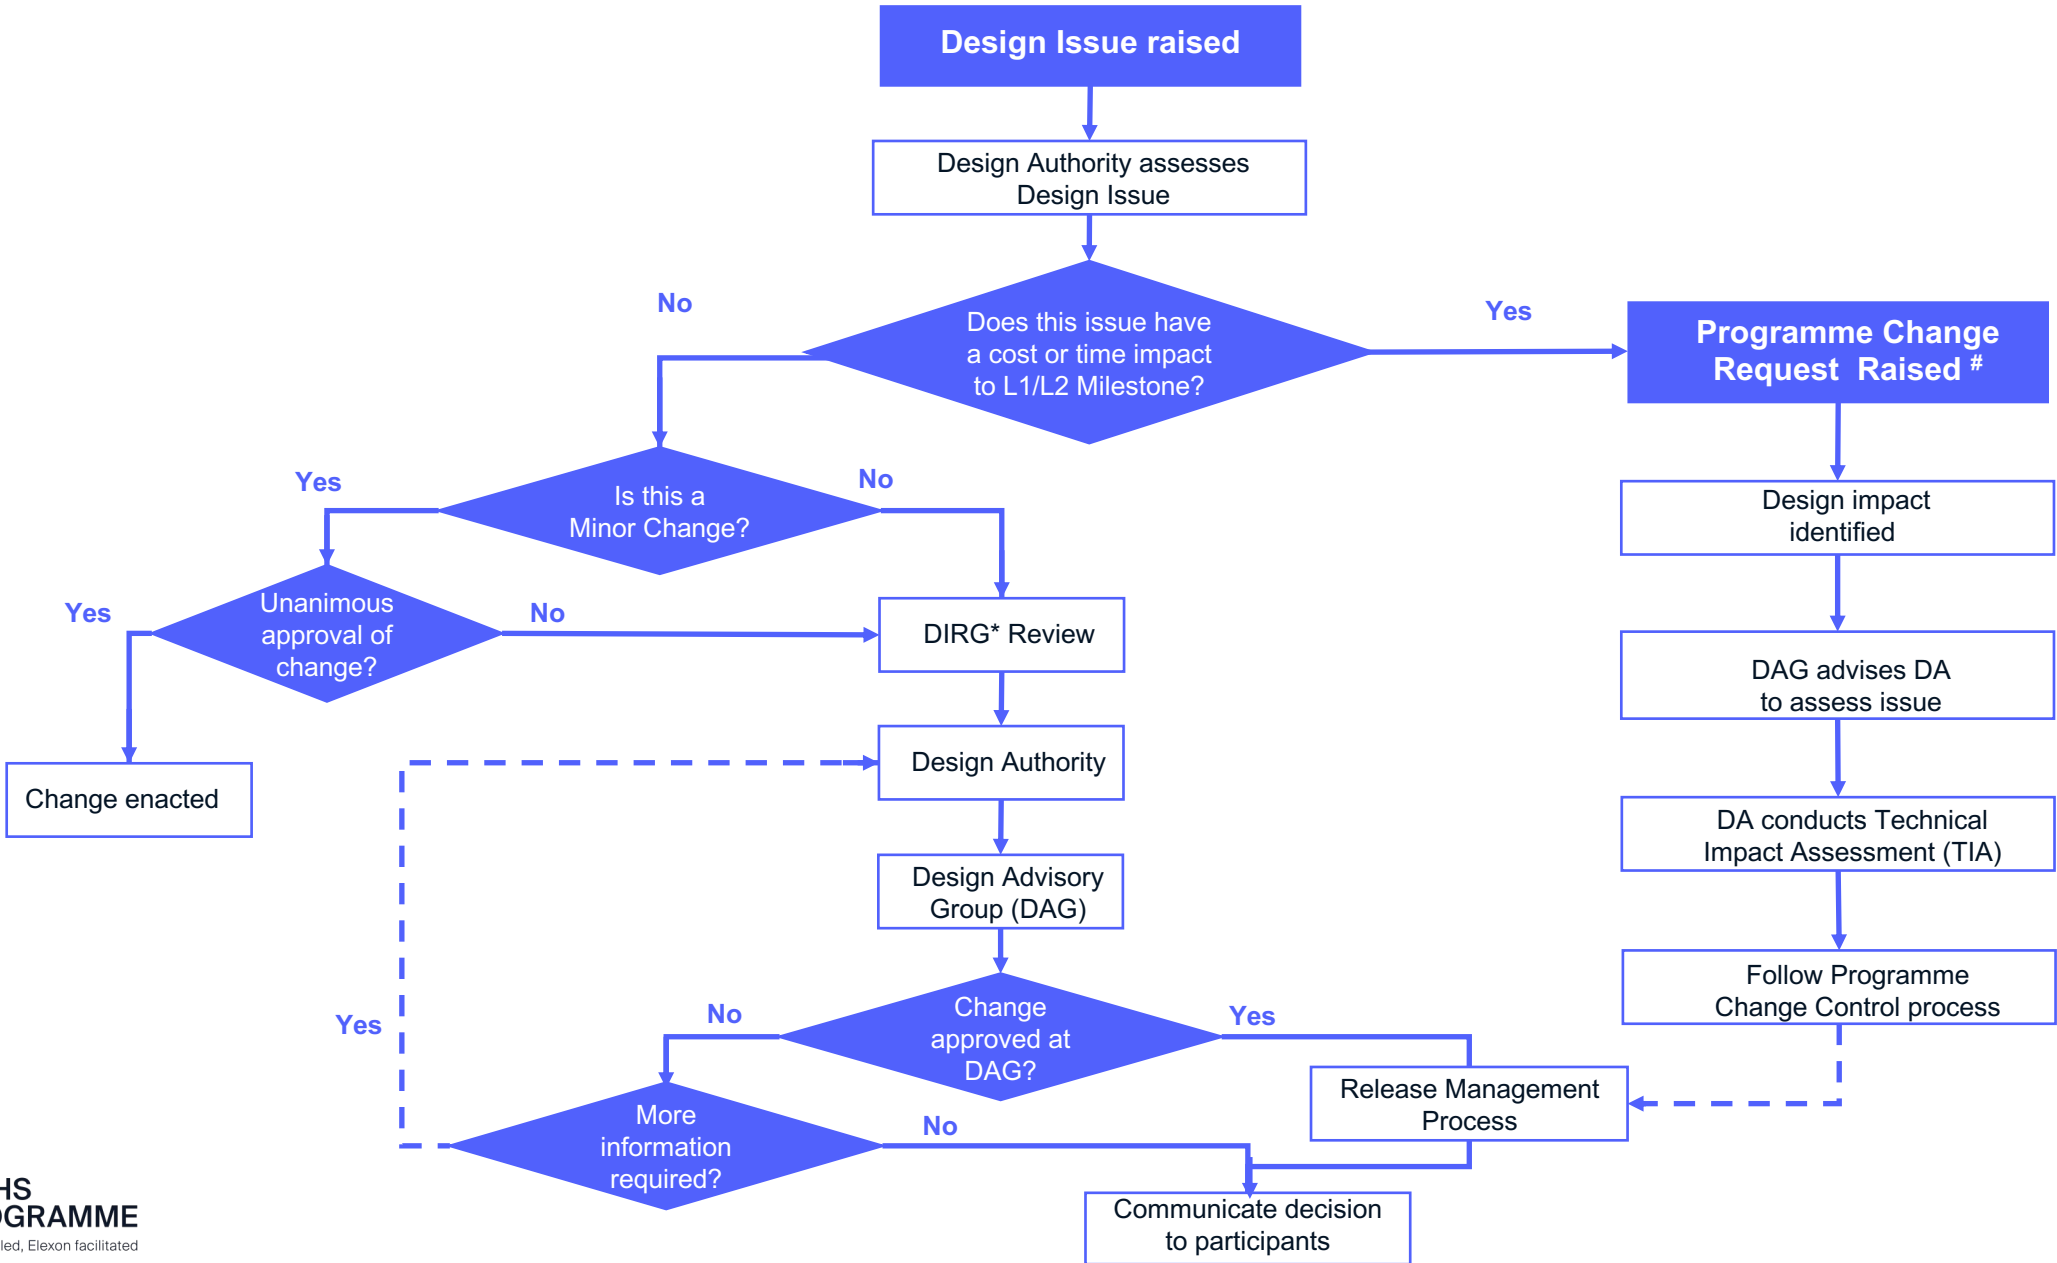 Design Issue raised
Design Authority assesses
Design Issue
No
Does this issue have
a cost or time impact
to L1/L2 Milestone?
Yes
Programme Change
Request Raised #
Yes
Is this a
Minor Change?
No
Design impact
identified
Yes
Unanimous
approval of
change?
No
DIRG* Review
DAG advises DA
to assess issue
Change enacted
Design Authority
DA conducts Technical
Impact Assessment (TIA)
Design Advisory
Group (DAG)
Follow Programme
Change Control process
Yes
No
Change
approved at
DAG?
Yes
Release Management
Process
More
information
required?
No
Communicate decision
to participants
HS
OGRAMME
led, Elexon facilitated